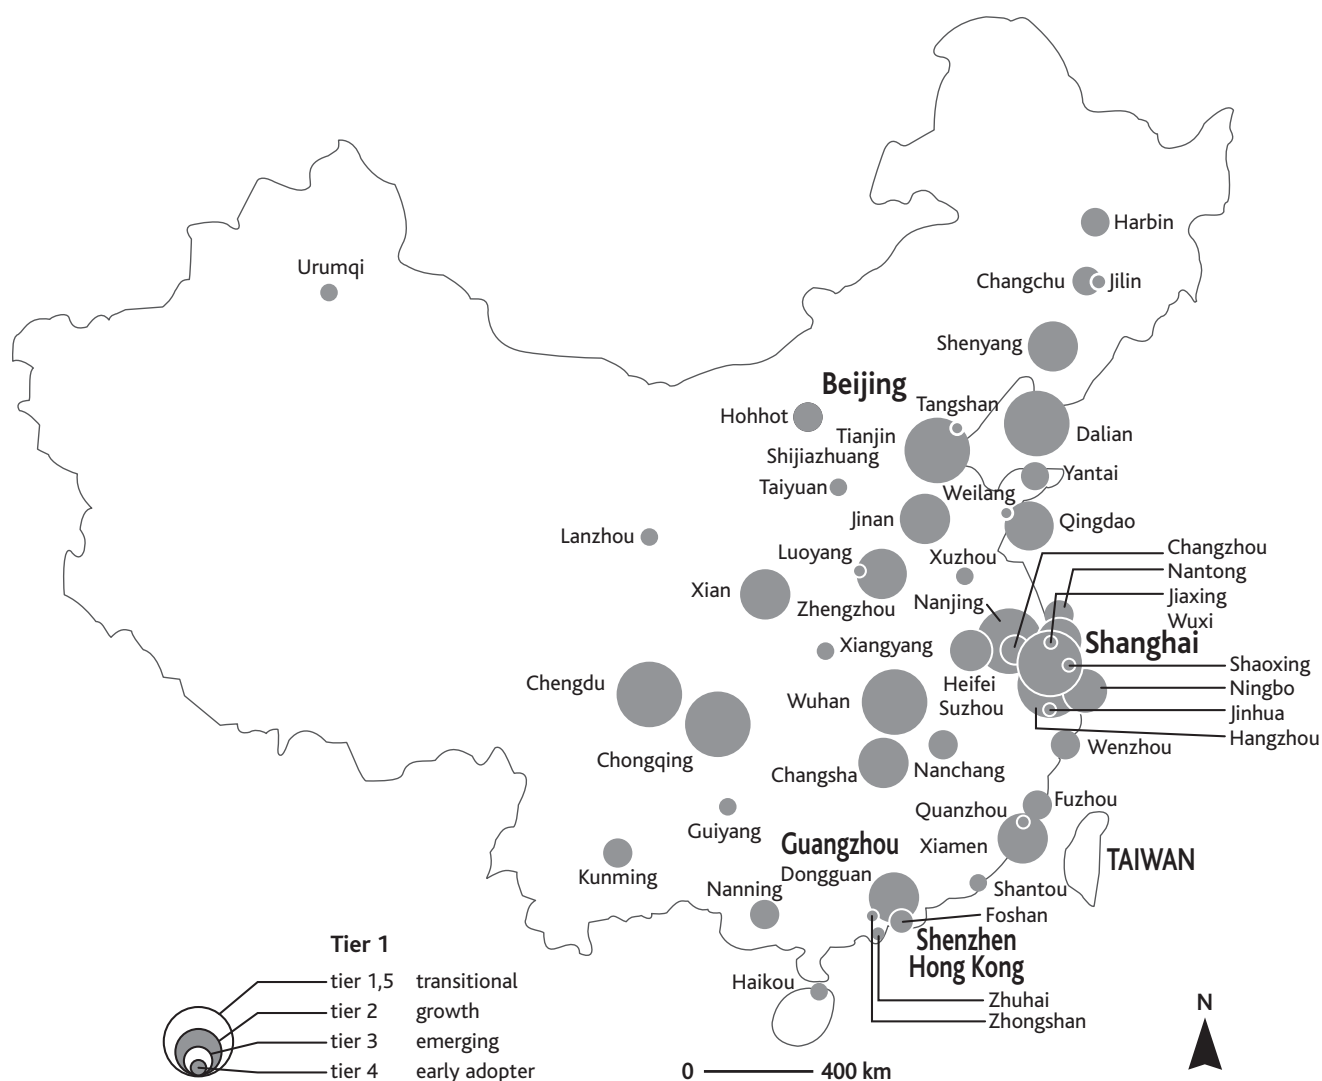 Harbin
Urumqi
Changchu
Jilin
Shenyang
Beijing
Tangshan
Hohhot
Tianjin
Dalian
Shijiazhuang
Yantai
Taiyuan
Weilang
Jinan
Qingdao
Lanzhou
Changzhou
Luoyang
Xuzhou
Nantong
Xian
Jiaxing
Zhengzhou
Nanjing
Wuxi
Xiangyang
Shanghai
Shaoxing
Chengdu
Heifei
Ningbo
Wuhan
Suzhou
Jinhua
Hangzhou
Chongqing
Wenzhou
Changsha
Nanchang
Quanzhou
Fuzhou
Guiyang
Guangzhou
Xiamen
TAIWAN
Kunming
Dongguan
Nanning
Shantou
Foshan
Shenzhen
Hong Kong
Haikou
Zhuhai
Zhongshan
Tier 1
tier 1,5 transitional
tier 2 growth
tier 3 emerging
tier 4 early adopter
0 400 km
N